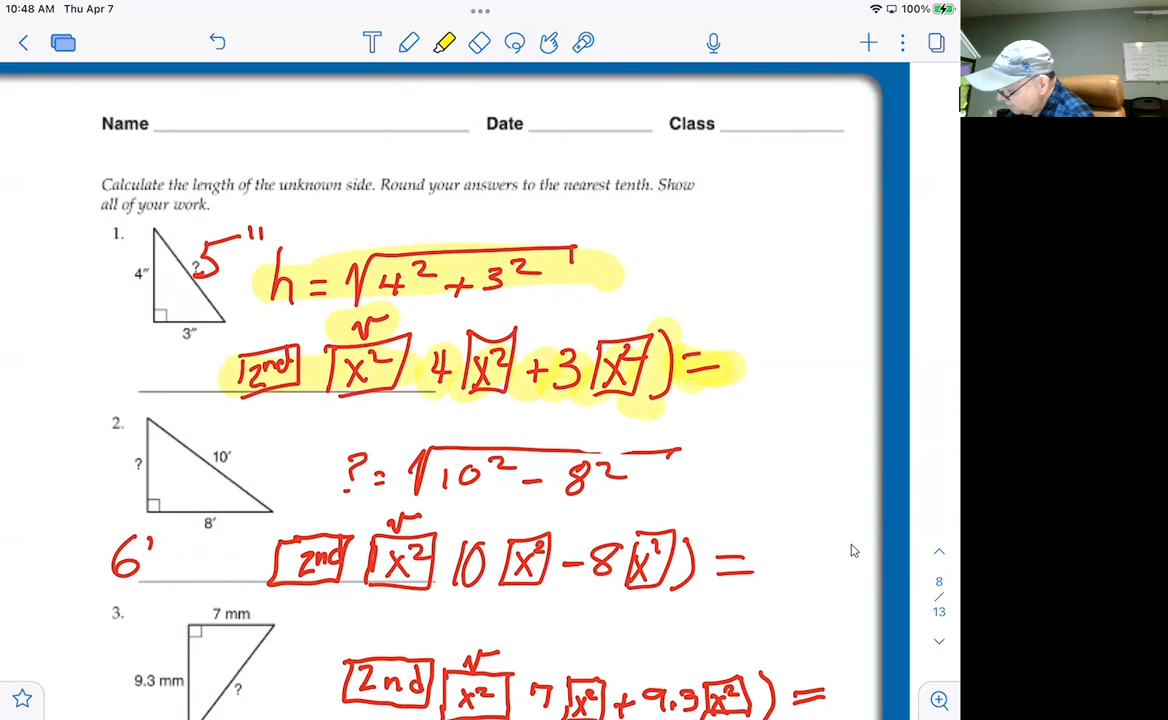 10:48 AM Thu Apr 7
100%
T
Name Date Class
Calculate the length of the unknown side. Round your answers to the nearest tenth. Show
all of your work.
1.
4" ? 5" h = √4² + 3²
3"
2nd √ x² 4 x² + 3 x² ) =
2.
? 10' ? = √10² - 8²
8'
6' 2nd √ x² 10 x² - 8 x² ) =
3.
7 mm
9.3 mm ? 2nd √ x² 7 x² + 9.3 x² ) =
8
/
13